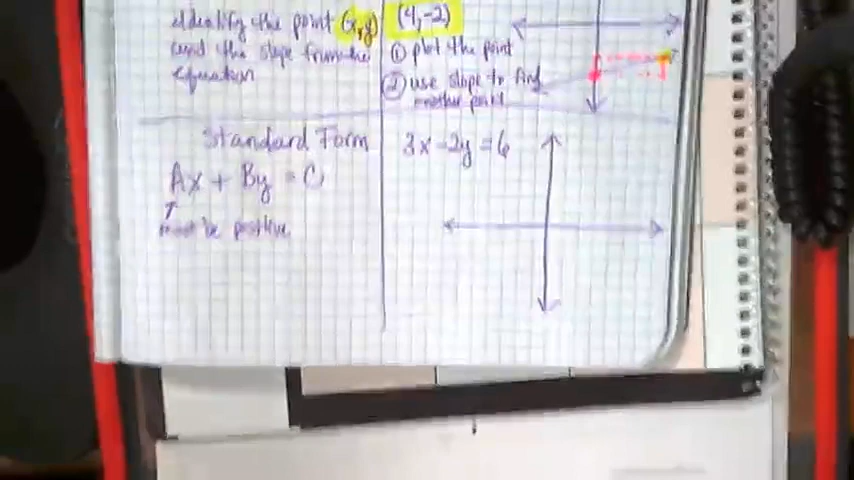 identify the point (x,y)
and the slope from the
equation
(4,-2)
① plot the point
② use slope to find
another point
Standard Form
Ax + By = C
↑
must be positive
3x -2y = 6